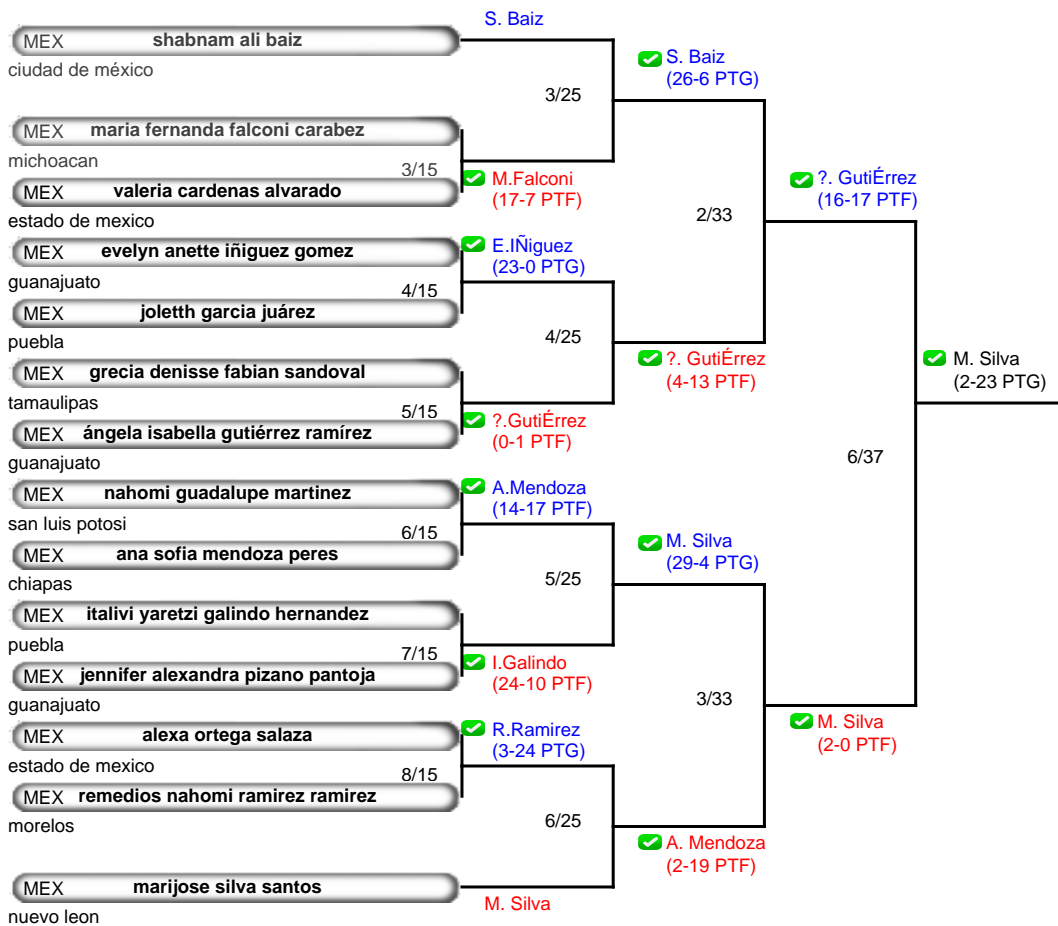 S. Baiz
MEX shabnam ali baiz
ciudad de méxico
S. Baiz
(26-6 PTG)
3/25
MEX maria fernanda falconi carabez
michoacan
3/15
M.Falconi
(17-7 PTF)
MEX valeria cardenas alvarado
estado de mexico
?. GutiÉrrez
(16-17 PTF)
2/33
MEX evelyn anette iñiguez gomez
guanajuato
E.IÑiguez
(23-0 PTG)
4/15
MEX joletth garcia juárez
puebla
4/25
MEX grecia denisse fabian sandoval
tamaulipas
?. GutiÉrrez
(4-13 PTF)
M. Silva
(2-23 PTG)
5/15
?.GutiÉrrez
(0-1 PTF)
MEX ángela isabella gutiérrez ramírez
guanajuato
6/37
MEX nahomi guadalupe martinez
san luis potosi
A.Mendoza
(14-17 PTF)
6/15
MEX ana sofia mendoza peres
chiapas
M. Silva
(29-4 PTG)
5/25
MEX italivi yaretzi galindo hernandez
puebla
7/15
I.Galindo
(24-10 PTF)
MEX jennifer alexandra pizano pantoja
guanajuato
3/33
M. Silva
(2-0 PTF)
MEX alexa ortega salaza
estado de mexico
R.Ramirez
(3-24 PTG)
8/15
MEX remedios nahomi ramirez ramirez
morelos
6/25
A. Mendoza
(2-19 PTF)
MEX marijose silva santos
nuevo leon
M. Silva